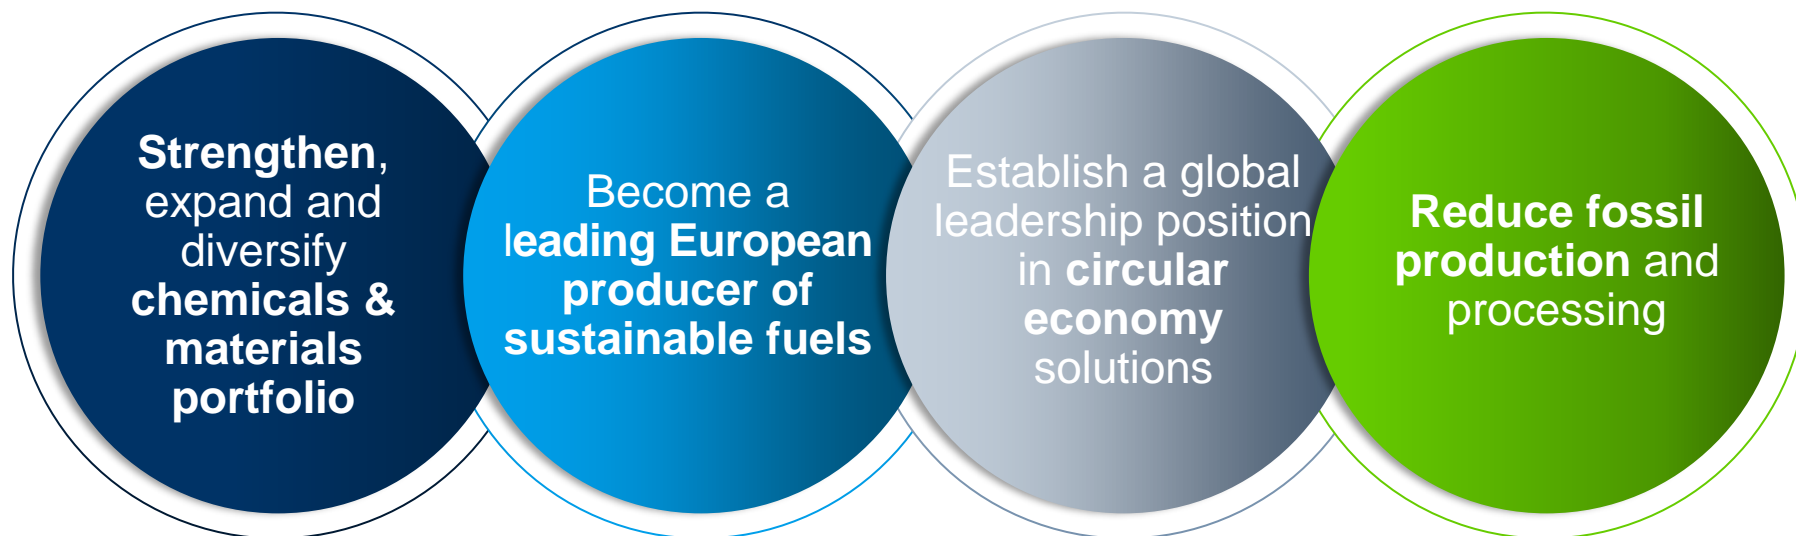 Strengthen,
expand and
diversify
chemicals &
materials
portfolio
Become a
leading European
producer of
sustainable fuels
Establish a global
leadership position
in circular
economy
solutions
Reduce fossil
production and
processing